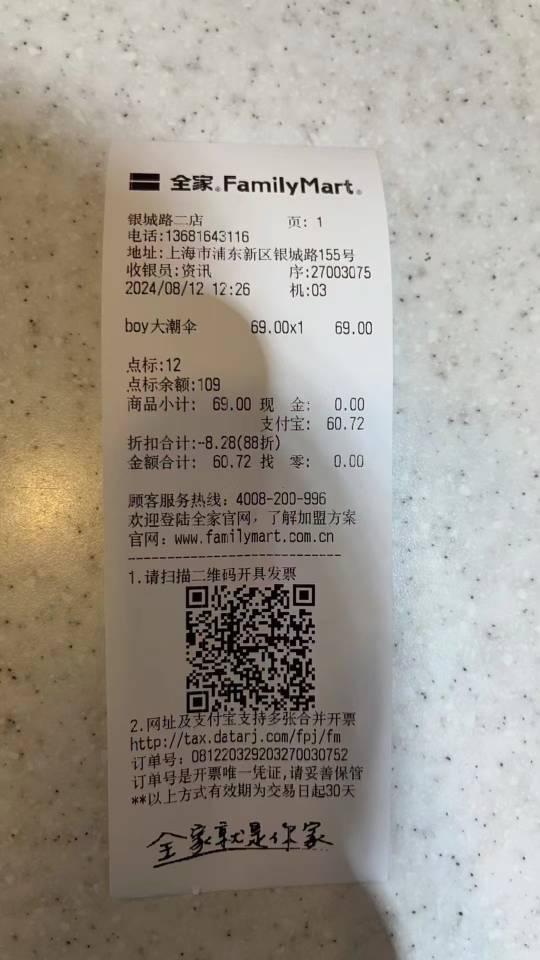 全家 FamilyMart
银城路二店 页: 1
电话:13681643116
地址:上海市浦东新区银城路155号
收银员:资讯 序:27003075
2024/08/12 12:26 机:03
boy大潮伞 69.00x1 69.00
点标:12
点标余额:109
商品小计: 69.00 现 金: 0.00
支付宝: 60.72
折扣合计:-8.28(88折)
金额合计: 60.72 找 零: 0.00
顾客服务热线: 4008-200-996
欢迎登陆全家官网，了解加盟方案
官网：www.familymart.com.cn
--------------------------------
1.请扫描二维码开具发票
2.网址及支付宝支持多张合并开票
http://tax.datarj.com/fpj/fm
订单号: 081220329203270030752
订单号是开票唯一凭证,请妥善保管
**以上方式有效期为交易日起30天
全家就是你家